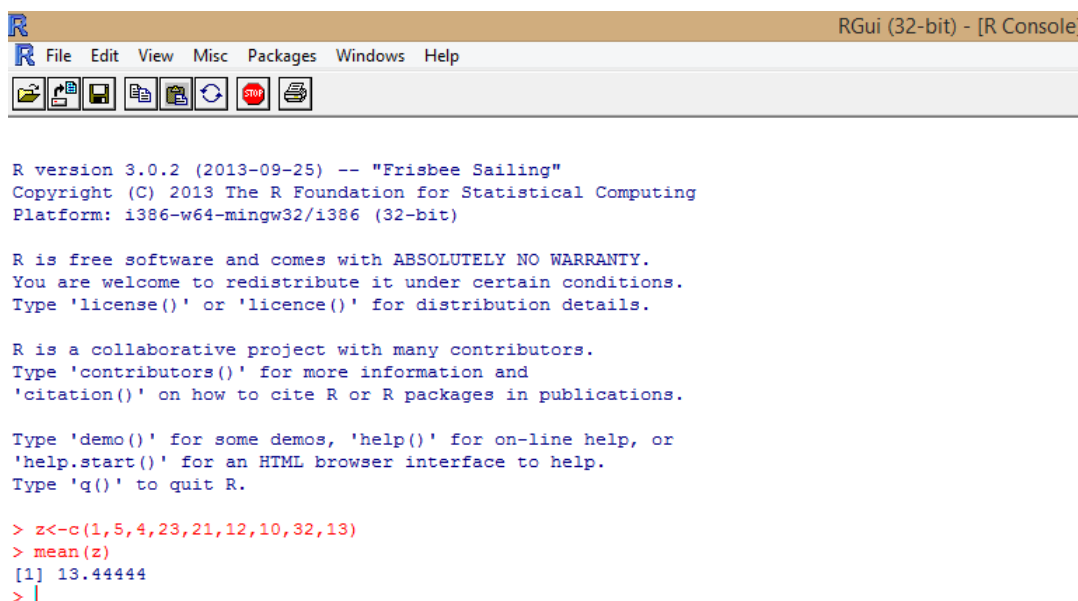 RGui (32-bit) - [R Console]
File Edit View Misc Packages Windows Help
STOP
R version 3.0.2 (2013-09-25) -- "Frisbee Sailing"
Copyright (C) 2013 The R Foundation for Statistical Computing
Platform: i386-w64-mingw32/i386 (32-bit)
R is free software and comes with ABSOLUTELY NO WARRANTY.
You are welcome to redistribute it under certain conditions.
Type 'license()' or 'licence()' for distribution details.
R is a collaborative project with many contributors.
Type 'contributors()' for more information and
'citation()' on how to cite R or R packages in publications.
Type 'demo()' for some demos, 'help()' for on-line help, or
'help.start()' for an HTML browser interface to help.
Type 'q()' to quit R.
> z<-c(1,5,4,23,21,12,10,32,13)
> mean(z)
[1] 13.44444
>